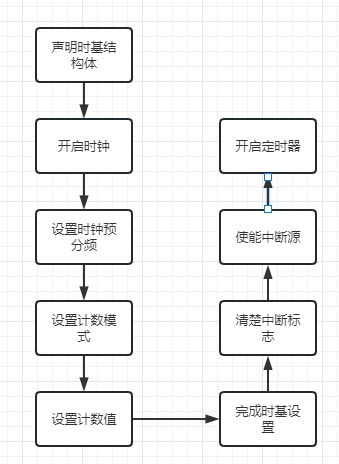 声明时基结
构体
开启时钟
设置时钟预
分频
设置计数模
式
设置计数值
完成时基设
置
清楚中断标
志
使能中断源
开启定时器